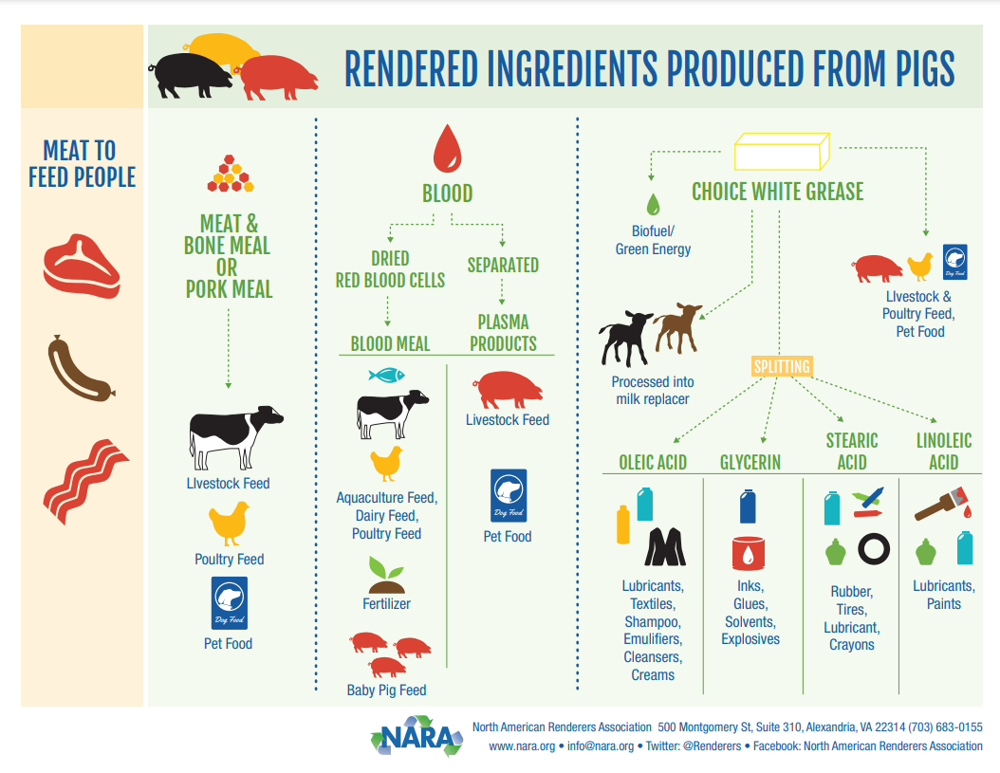 RENDERED INGREDIENTS PRODUCED FROM PIGS
MEAT TO
FEED PEOPLE
MEAT &
BONE MEAL
OR
PORK MEAL
LIvestock Feed
Poultry Feed
Dog Food
Pet Food
BLOOD
DRIED
RED BLOOD CELLS
BLOOD MEAL
Aquaculture Feed,
Dairy Feed,
Poultry Feed
Fertilizer
Baby Pig Feed
SEPARATED
PLASMA
PRODUCTS
Livestock Feed
Dog Food
Pet Food
CHOICE WHITE GREASE
Biofuel/
Green Energy
Processed into
milk replacer
Dog Food
LIvestock &
Poultry Feed,
Pet Food
SPLITTING
OLEIC ACID
Lubricants,
Textiles,
Shampoo,
Emulifiers,
Cleansers,
Creams
GLYCERIN
Inks,
Glues,
Solvents,
Explosives
STEARIC
ACID
Rubber,
Tires,
Lubricant,
Crayons
LINOLEIC
ACID
Lubricants,
Paints
NARA
North American Renderers Association 500 Montgomery St, Suite 310, Alexandria, VA 22314 (703) 683-0155
www.nara.org • info@nara.org • Twitter: @Renderers • Facebook: North American Renderers Association